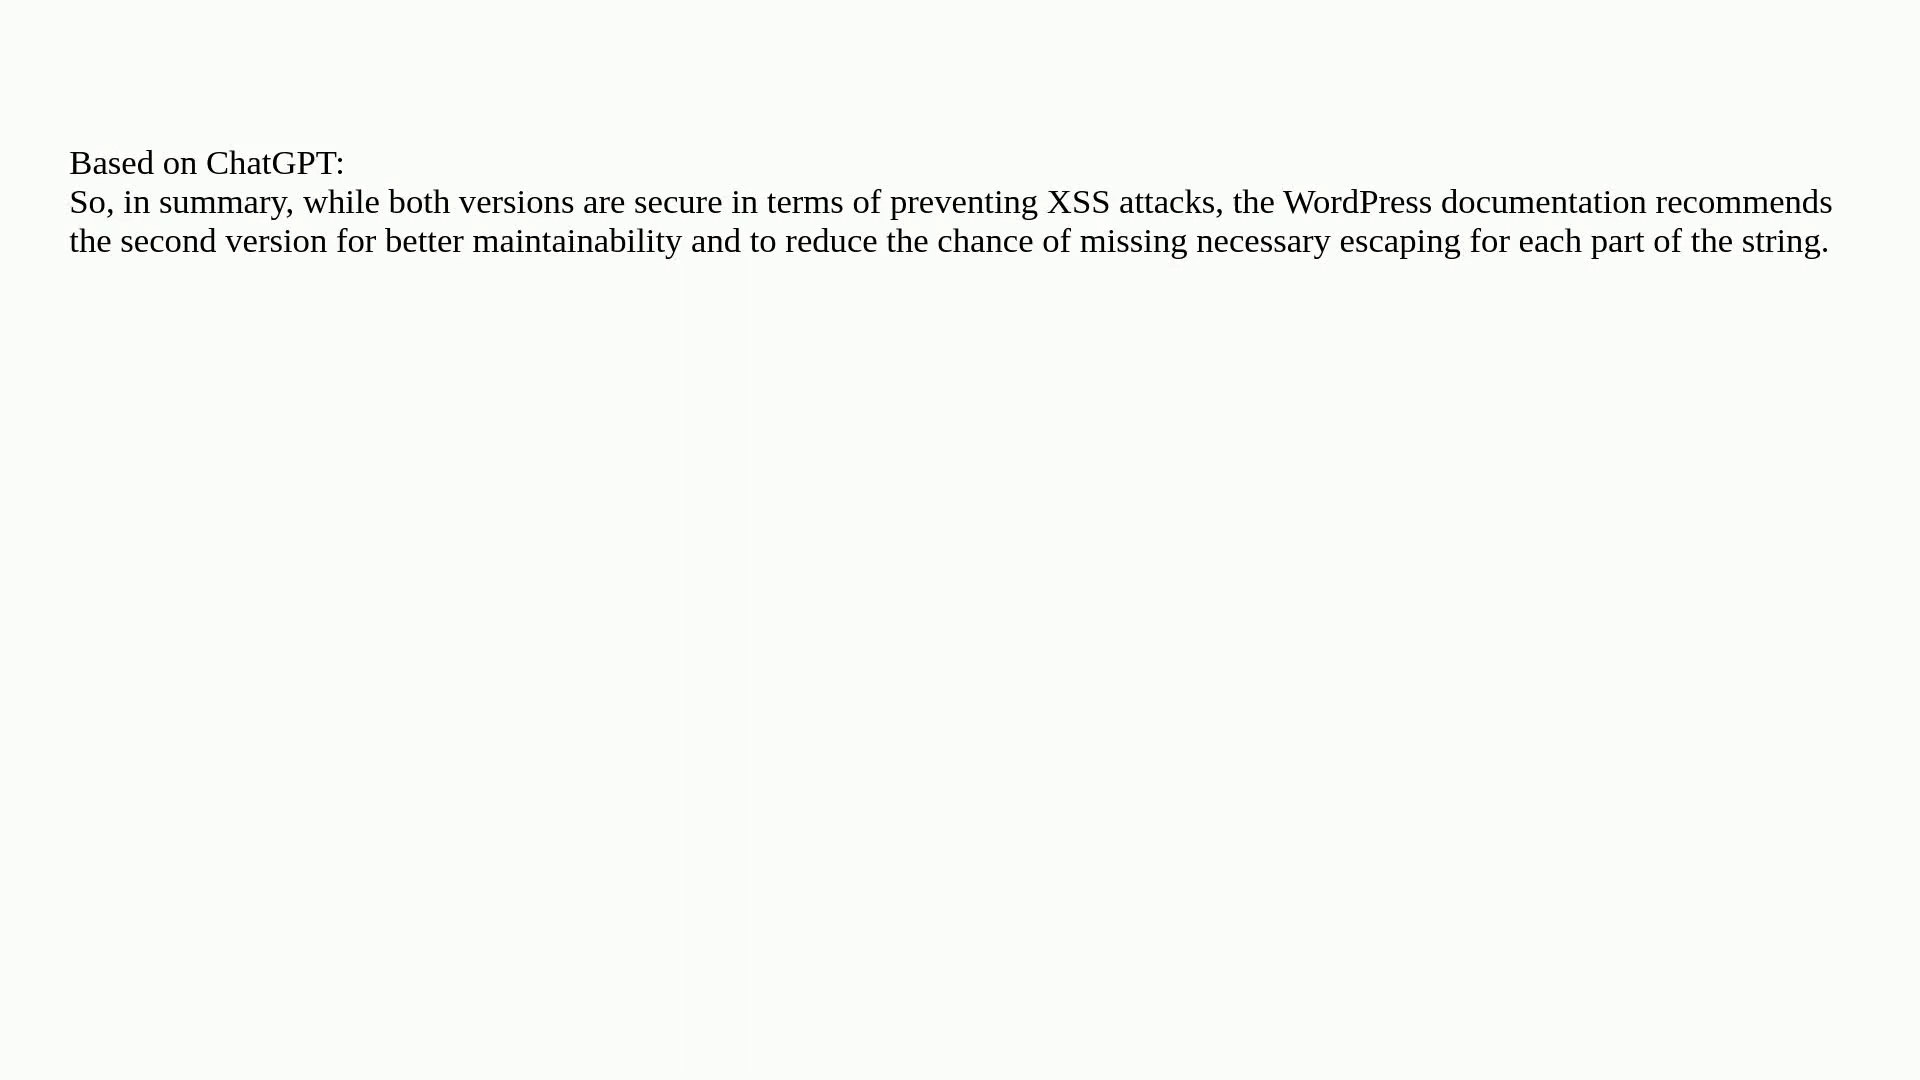 Based on ChatGPT:
So, in summary, while both versions are secure in terms of preventing XSS attacks, the WordPress documentation recommends
the second version for better maintainability and to reduce the chance of missing necessary escaping for each part of the string.